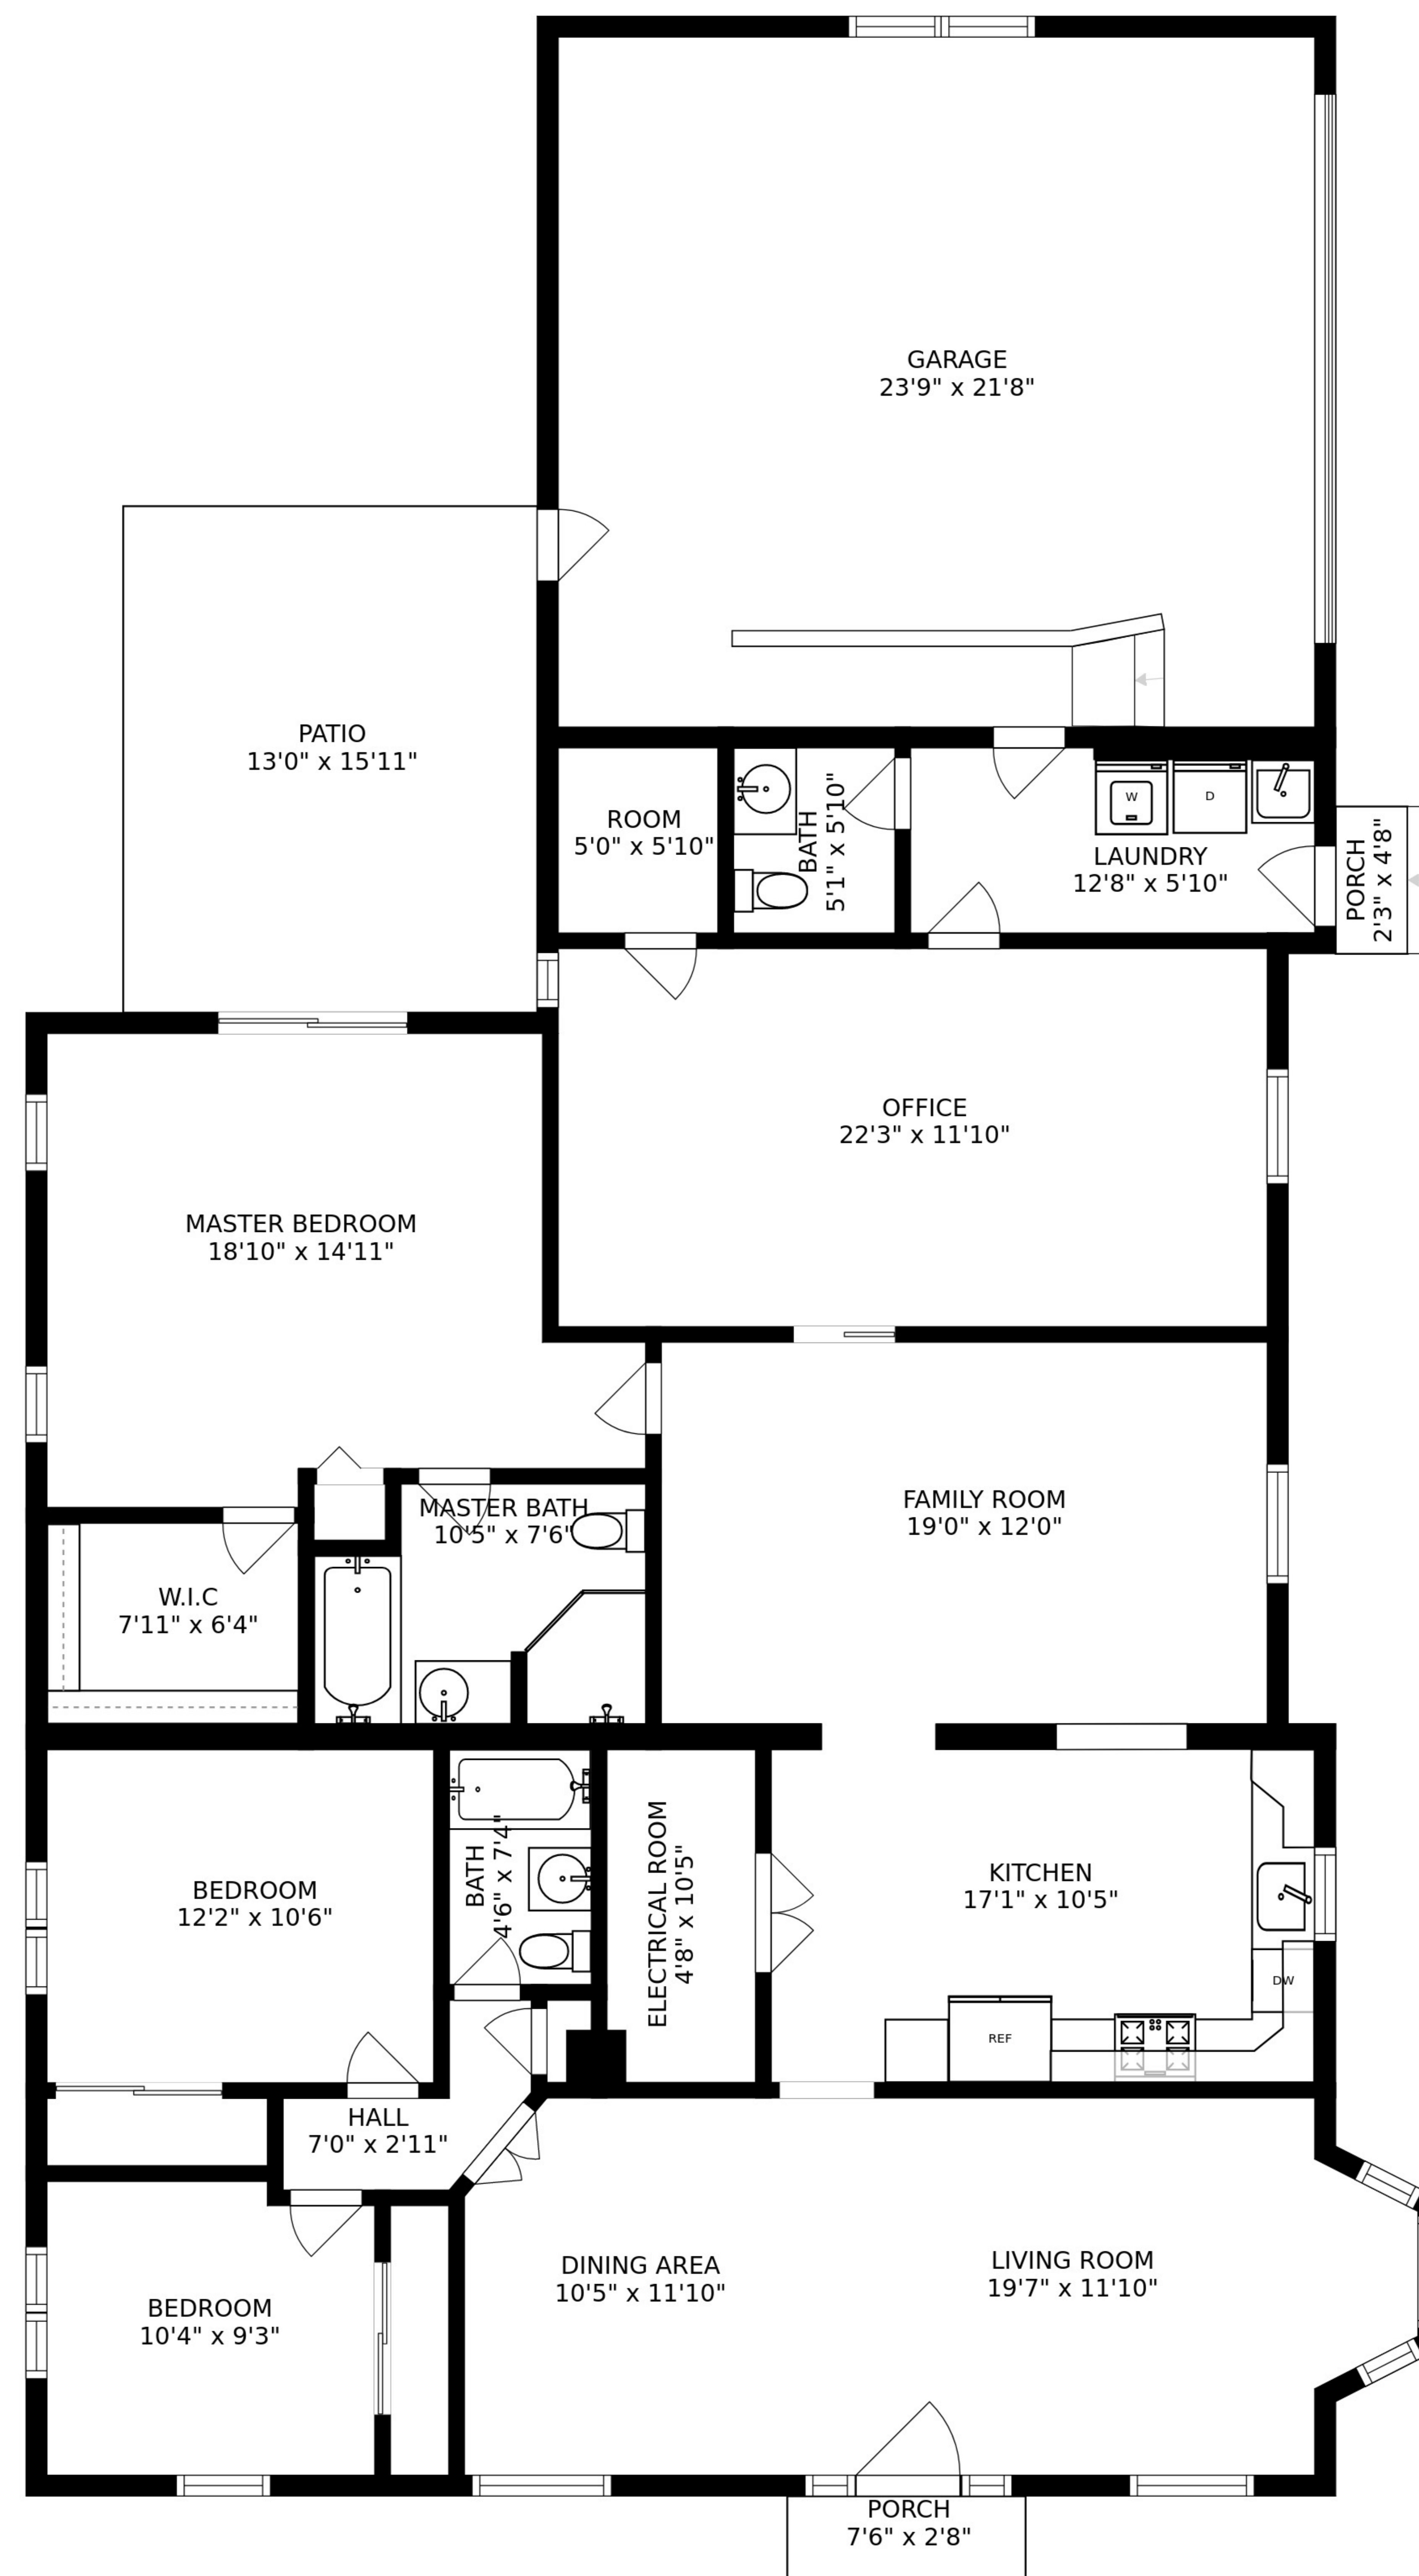 GARAGE
23'9" x 21'8"
PATIO
13'0" x 15'11"
ROOM
5'0" x 5'10"
BATH
5'1" x 5'10"
W
D
LAUNDRY
12'8" x 5'10"
PORCH
2'3" x 4'8"
OFFICE
22'3" x 11'10"
MASTER BEDROOM
18'10" x 14'11"
MASTER BATH
10'5" x 7'6"
FAMILY ROOM
19'0" x 12'0"
W.I.C
7'11" x 6'4"
BEDROOM
12'2" x 10'6"
BATH
4'6" x 7'4"
ELECTRICAL ROOM
4'8" x 10'5"
KITCHEN
17'1" x 10'5"
DW
REF
HALL
7'0" x 2'11"
DINING AREA
10'5" x 11'10"
LIVING ROOM
19'7" x 11'10"
BEDROOM
10'4" x 9'3"
PORCH
7'6" x 2'8"